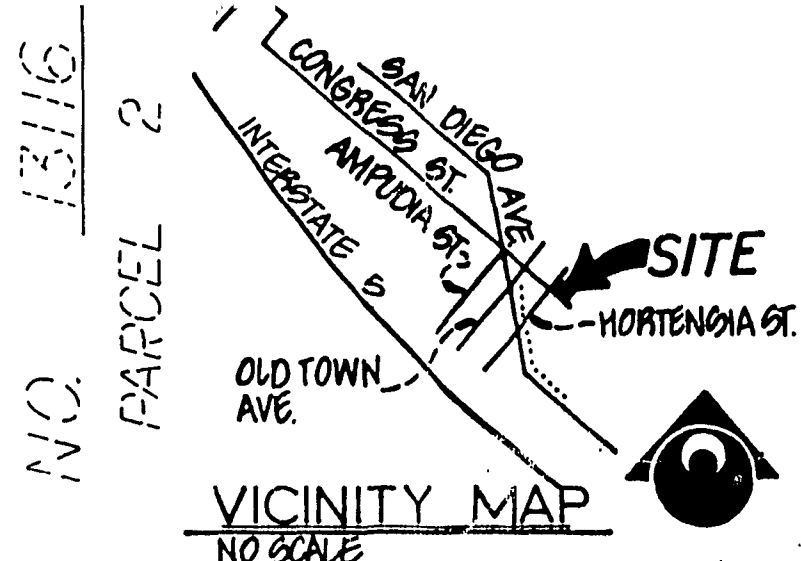 NO. 13116
PARCEL 2
SAN DIEGO AVE.
CONGRESS ST.
AMPUDIA ST.
INTERSTATE 5
SITE
HORTENSIA ST.
OLD TOWN
AVE.
VICINITY MAP
NO SCALE